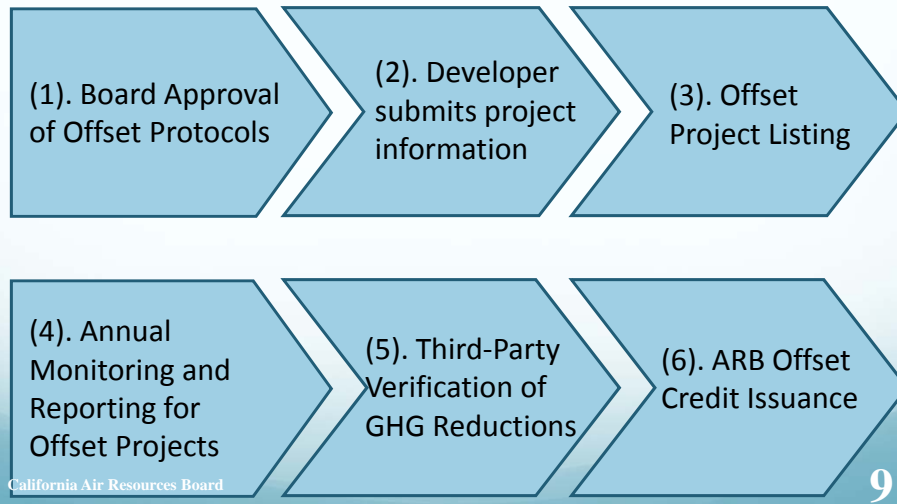 (1). Board Approval
of Offset Protocols
(2). Developer
submits project
information
(3). Offset
Project Listing
(4). Annual
Monitoring and
Reporting for
Offset Projects
(5). Third-Party
Verification of
GHG Reductions
(6). ARB Offset
Credit Issuance
California Air Resources Board
9